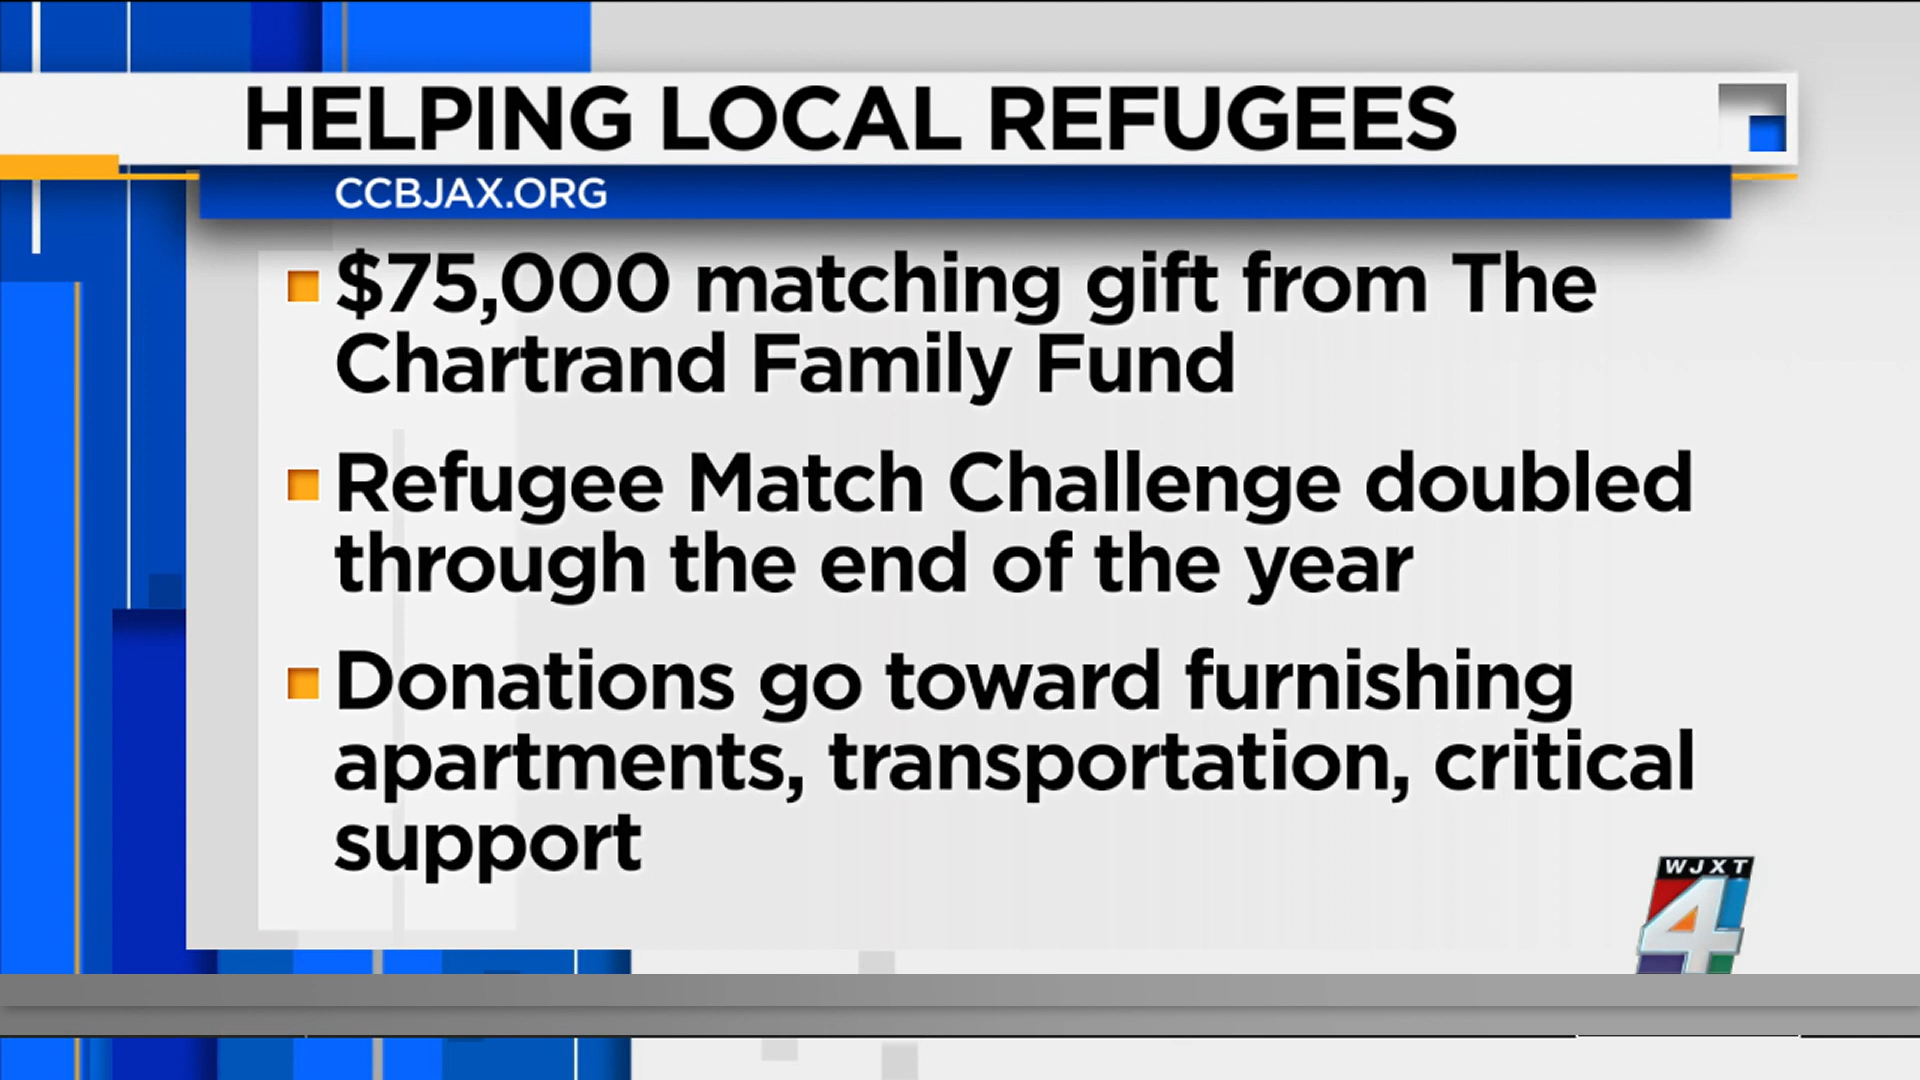 HELPING LOCAL REFUGEES
CCBJAX.ORG
$75,000 matching gift from The
Chartrand Family Fund
Refugee Match Challenge doubled
through the end of the year
Donations go toward furnishing
apartments, transportation, critical
support
WJXT
4